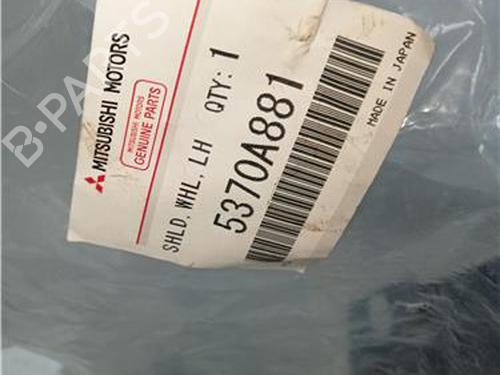 MITSUBISHI MOTORS
MITSUBISHI MOTORS
GENUINE PARTS
SHLD, WHL, LH QTY: 1
5370A881
MADE IN JAPAN
B-PARTS